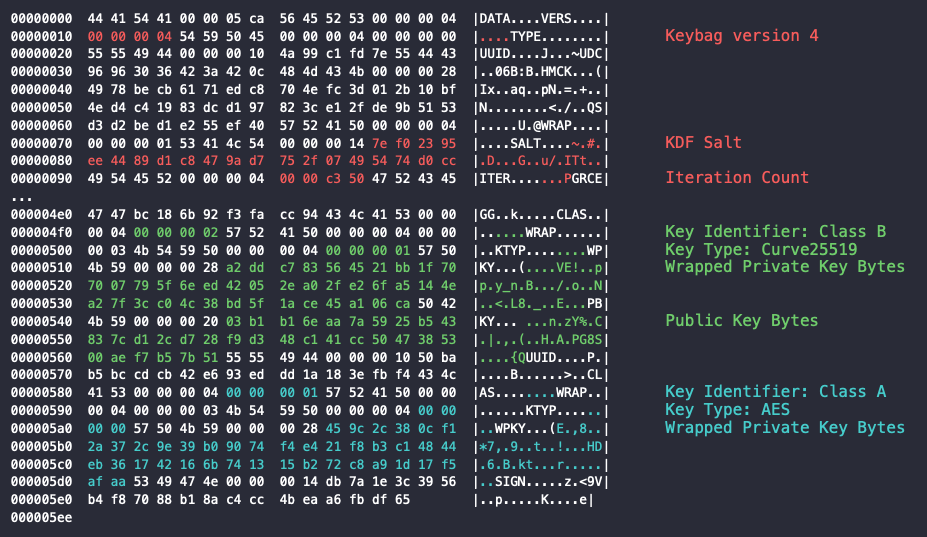 00000000  44 41 54 41 00 00 05 ca  56 45 52 53 00 00 00 04  |DATA....VERS....|
00000010  00 00 00 04 54 59 50 45  00 00 00 04 00 00 00 00  |....TYPE........|  Keybag version 4
00000020  55 55 49 44 00 00 00 10  4a 99 c1 fd 7e 55 44 43  |UUID....J...~UDC|
00000030  96 96 30 36 42 3a 42 0c  48 4d 43 4b 00 00 00 28  |..06B:B.HMCK...(|
00000040  49 78 be cb 61 71 ed c8  70 4e fc 3d 01 2b 10 bf  |Ix..aq..pN.=.+..|
00000050  4e d4 c4 19 83 dc d1 97  82 3c e1 2f de 9b 51 53  |N........<./..QS|
00000060  d3 d2 be d1 e2 55 ef 40  57 52 41 50 00 00 00 04  |.....U.@WRAP....|
00000070  00 00 00 01 53 41 4c 54  00 00 00 14 7e f0 23 95  |....SALT....~.#.|  KDF Salt
00000080  ee 44 89 d1 c8 47 9a d7  75 2f 07 49 54 74 d0 cc  |.D...G..u/.ITt..|
00000090  49 54 45 52 00 00 00 04  00 00 c3 50 47 52 43 45  |ITER.......PGRCE|  Iteration Count
...
000004e0  47 47 bc 18 6b 92 f3 fa  cc 94 43 4c 41 53 00 00  |GG..k.....CLAS..|
000004f0  00 04 00 00 00 02 57 52  41 50 00 00 00 04 00 00  |......WRAP......|  Key Identifier: Class B
00000500  00 03 4b 54 59 50 00 00  00 04 00 00 00 01 57 50  |..KTYP........WP|  Key Type: Curve25519
00000510  4b 59 00 00 00 28 a2 dd  c7 83 56 45 21 bb 1f 70  |KY...(....VE!..p|  Wrapped Private Key Bytes
00000520  70 07 79 5f 6e ed 42 05  2e a0 2f e6 2f a5 14 4e  |p.y_n.B.../.o..N|
00000530  a2 7f 3c c0 4c 38 bd 5f  1a ce 45 a1 06 ca 50 42  |..<.L8._..E...PB|
00000540  4b 59 00 00 00 20 03 b1  b1 6e aa 7a 59 25 b5 43  |KY... ...n.zY%.C|  Public Key Bytes
00000550  83 7c d1 2c d7 28 f9 d3  48 c1 41 cc 50 47 38 53  |.|.,.(..H.A.PG8S|
00000560  00 ae f7 b5 7b 51 55 55  49 44 00 00 00 10 50 ba  |....{QUUID....P.|
00000570  b5 bc cd cb 42 e6 93 ed  dd 1a 18 3e fb f4 43 4c  |....B......>..CL|
00000580  41 53 00 00 00 04 00 00  00 01 57 52 41 50 00 00  |AS........WRAP..|  Key Identifier: Class A
00000590  00 04 00 00 00 03 4b 54  59 50 00 00 00 04 00 00  |......KTYP......|  Key Type: AES
000005a0  00 00 57 50 4b 59 00 00  00 28 45 9c 2c 38 0c f1  |..WPKY...(E.,8..|  Wrapped Private Key Bytes
000005b0  2a 37 2c 9e 39 b0 90 74  f4 e4 21 f8 b3 c1 48 44  |*7,.9..t..!...HD|
000005c0  eb 36 17 42 16 6b 74 13  15 b2 72 c8 a9 1d 17 f5  |.6.B.kt...r.....|
000005d0  af aa 53 49 47 4e 00 00  00 14 db 7a 1e 3c 39 56  |..SIGN.....z.<9V|
000005e0  b4 f8 70 88 b1 8a c4 cc  4b ea a6 fb df 65  |..p.....K....e|
000005ee